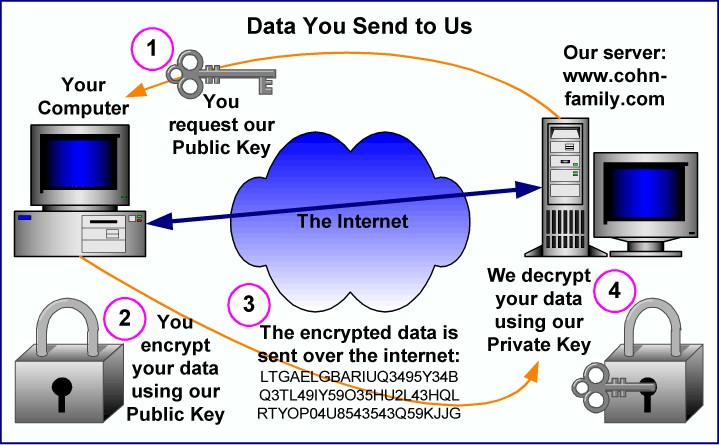 Data You Send to Us
1
You
request our
Public Key
Your
Computer
Our server:
www.cohn-
family.com
The Internet
2
You
encrypt
your data
using our
Public Key
3
The encrypted data is
sent over the internet:
LTGAELGBARIUQ3495Y34B
Q3TL49IY59O35HU2L43HQL
RTYOP04U8543543Q59KJJG
We decrypt
your data
using our
Private Key
4